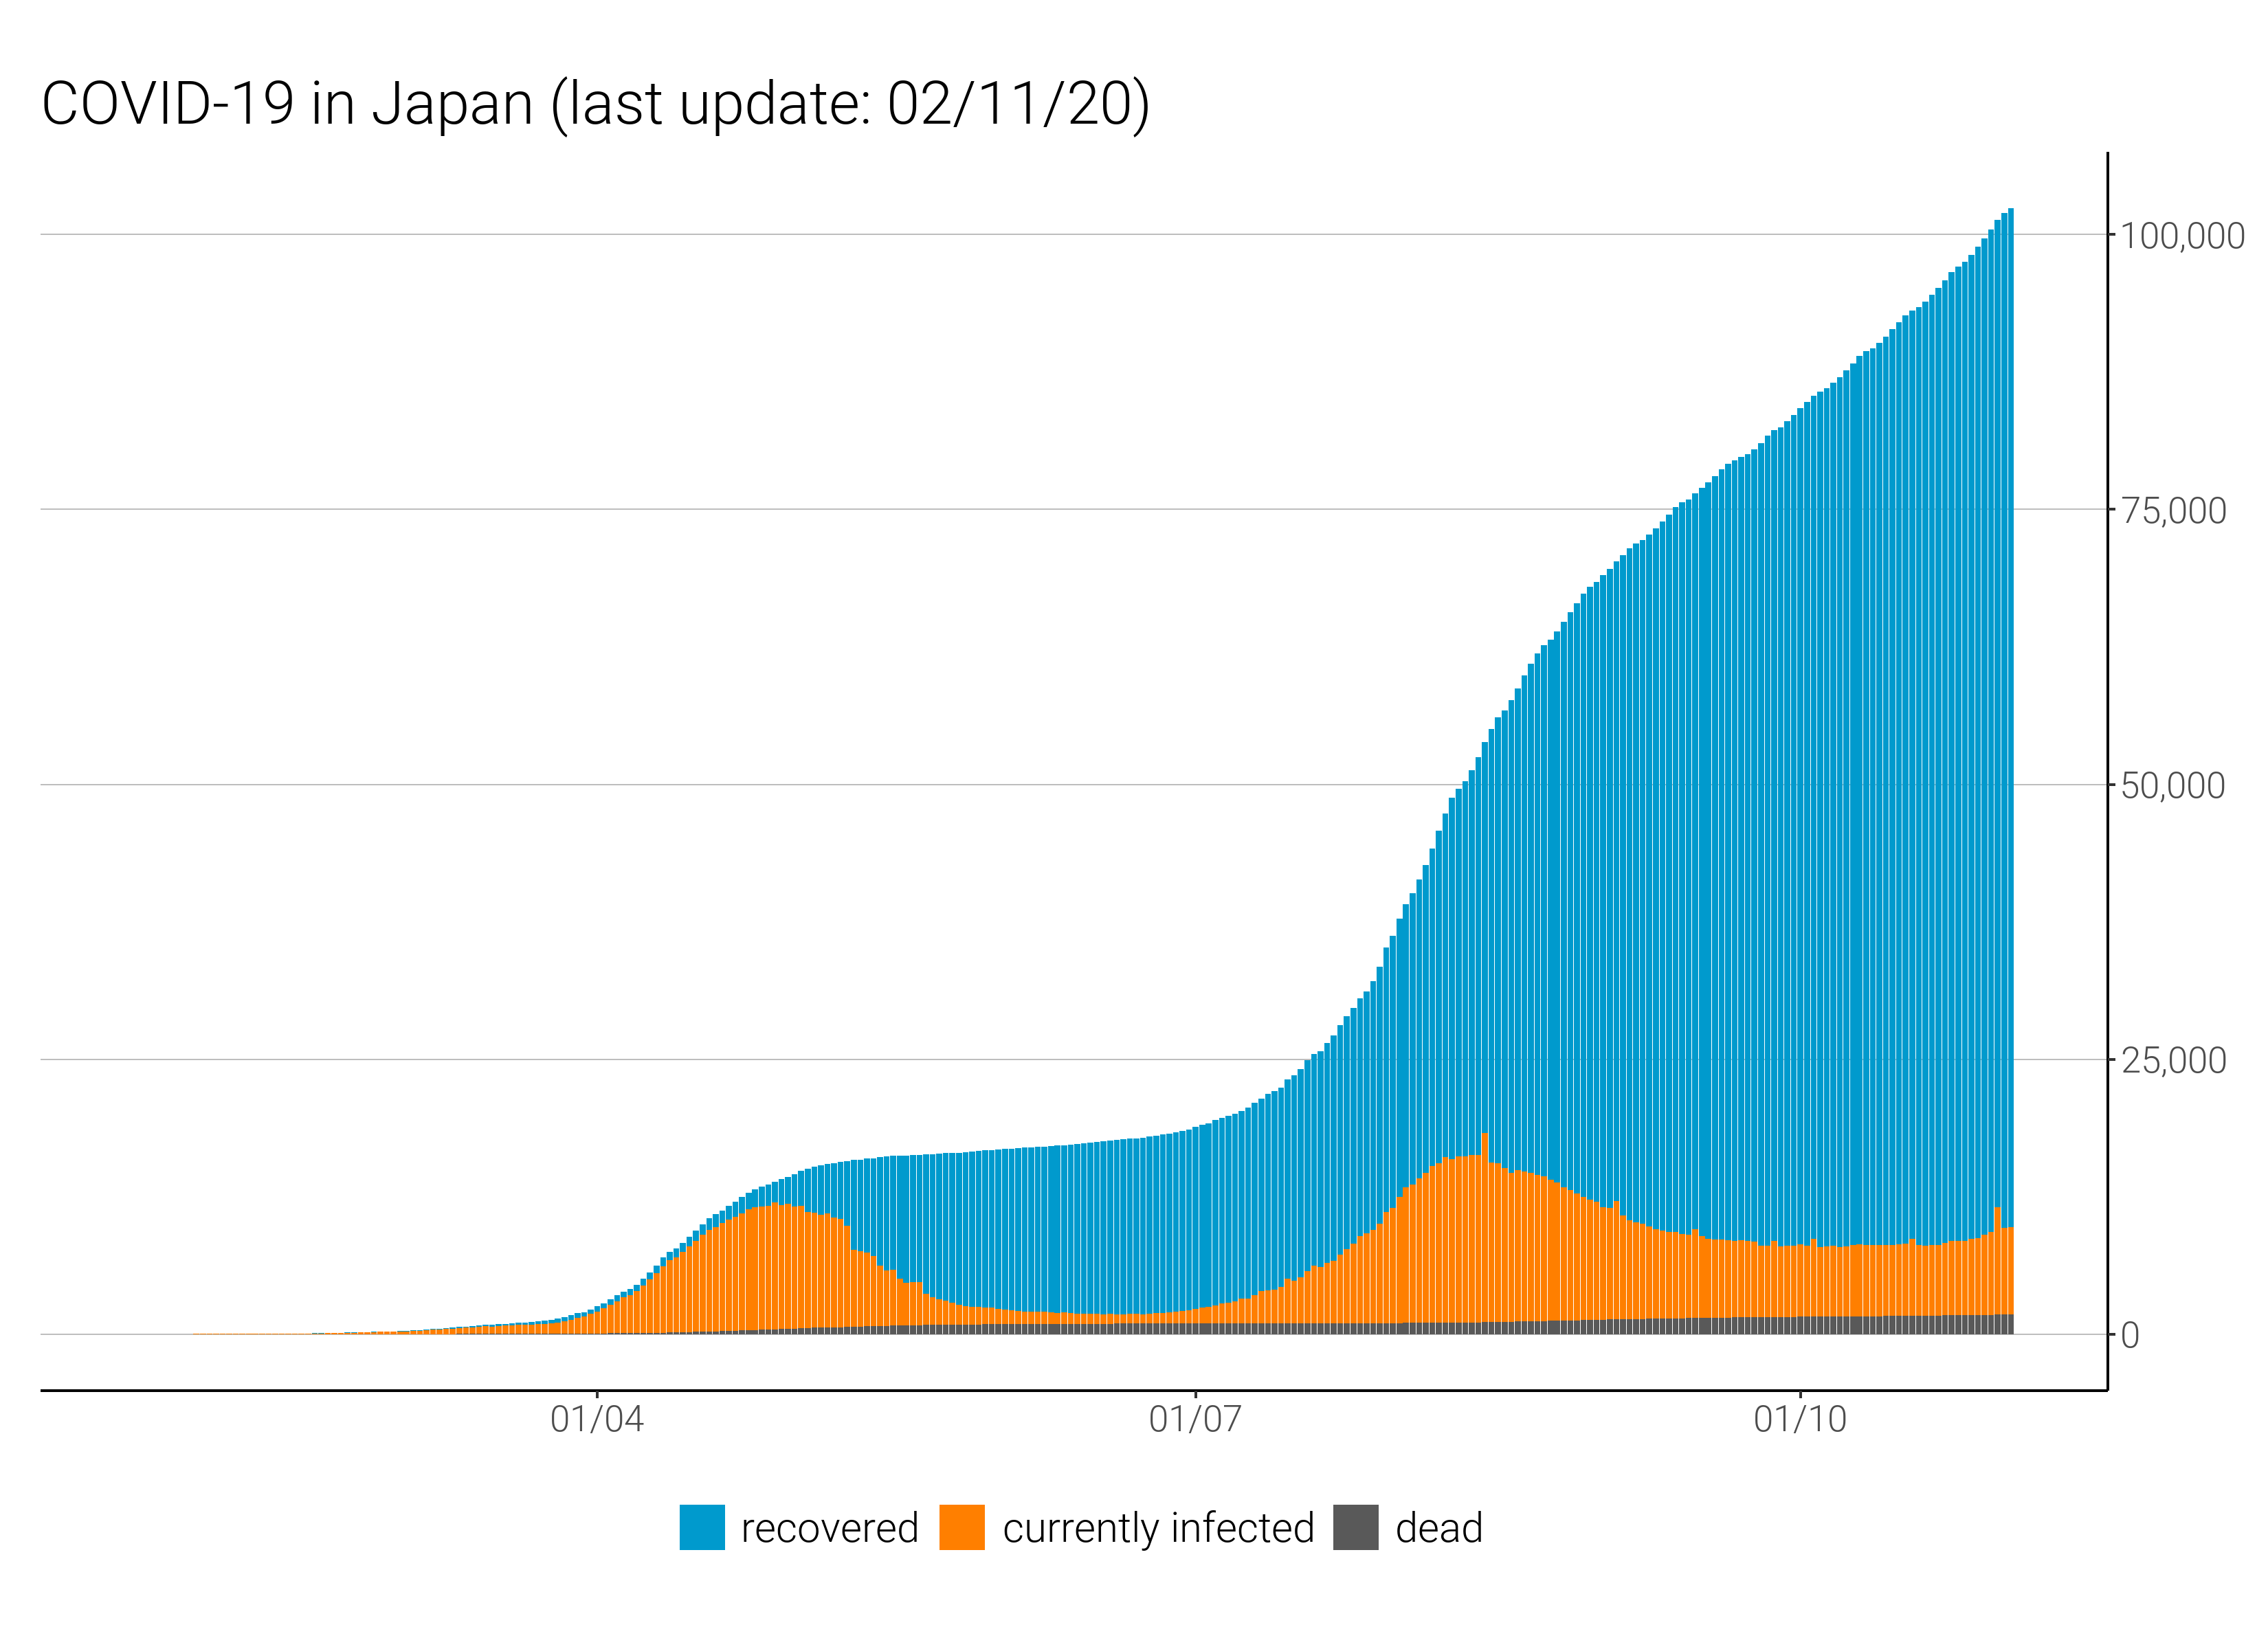 COVID-19 in Japan (last update: 02/11/20)
100,000
75,000
50,000
25,000
0
01/04 01/07 01/10
recovered currently infected dead